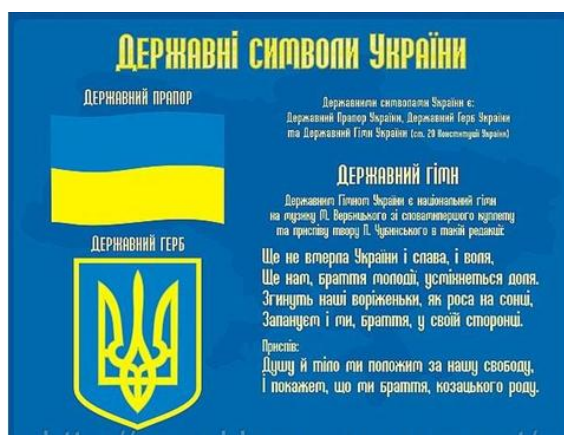 Державні символи України
Державний прапор
Державними символами України є:
Державний Прапор України, Державний Герб України
та Державний Гімн України (ст. 20 Конституції України)
Державний гімн
Державним Гімном України є національний гімн
на музику М. Вербицького зі словамипершого куплету
та приспіву твору П. Чубинського в такій редакції:
Державний герб
Ще не вмерла України і слава, і воля,
Ще нам, браття молодії, усміхнеться доля.
Згинуть наші воріженьки, як роса на сонці,
Запануєм і ми, браття, у своїй сторонці.
Приспів:
Душу й тіло ми положим за нашу свободу,
І покажем, що ми браття, козацького роду.